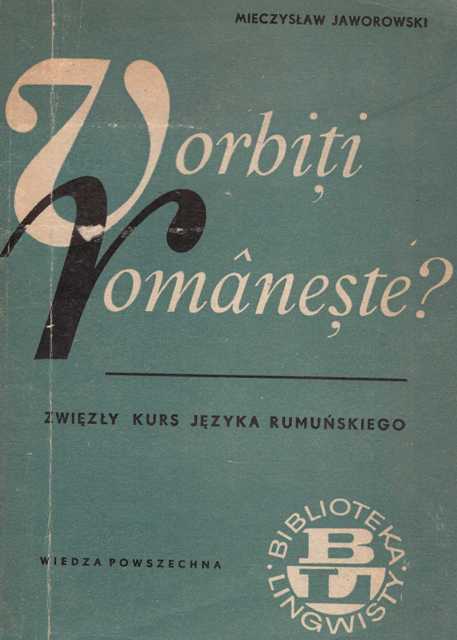 MIECZYSŁAW JAWOROWSKI
Vorbiți
românește?
ZWIĘZŁY KURS JĘZYKA RUMUŃSKIEGO
WIEDZA POWSZECHNA
BIBLIOTEKA
BL
LINGWISTY